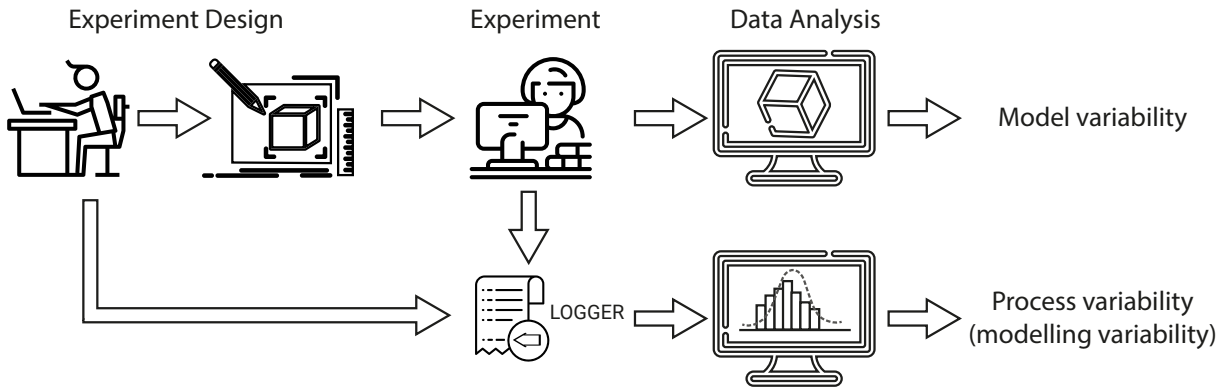 Experiment Design
Experiment
Data Analysis
Model variability
LOGGER
Process variability
(modelling variability)